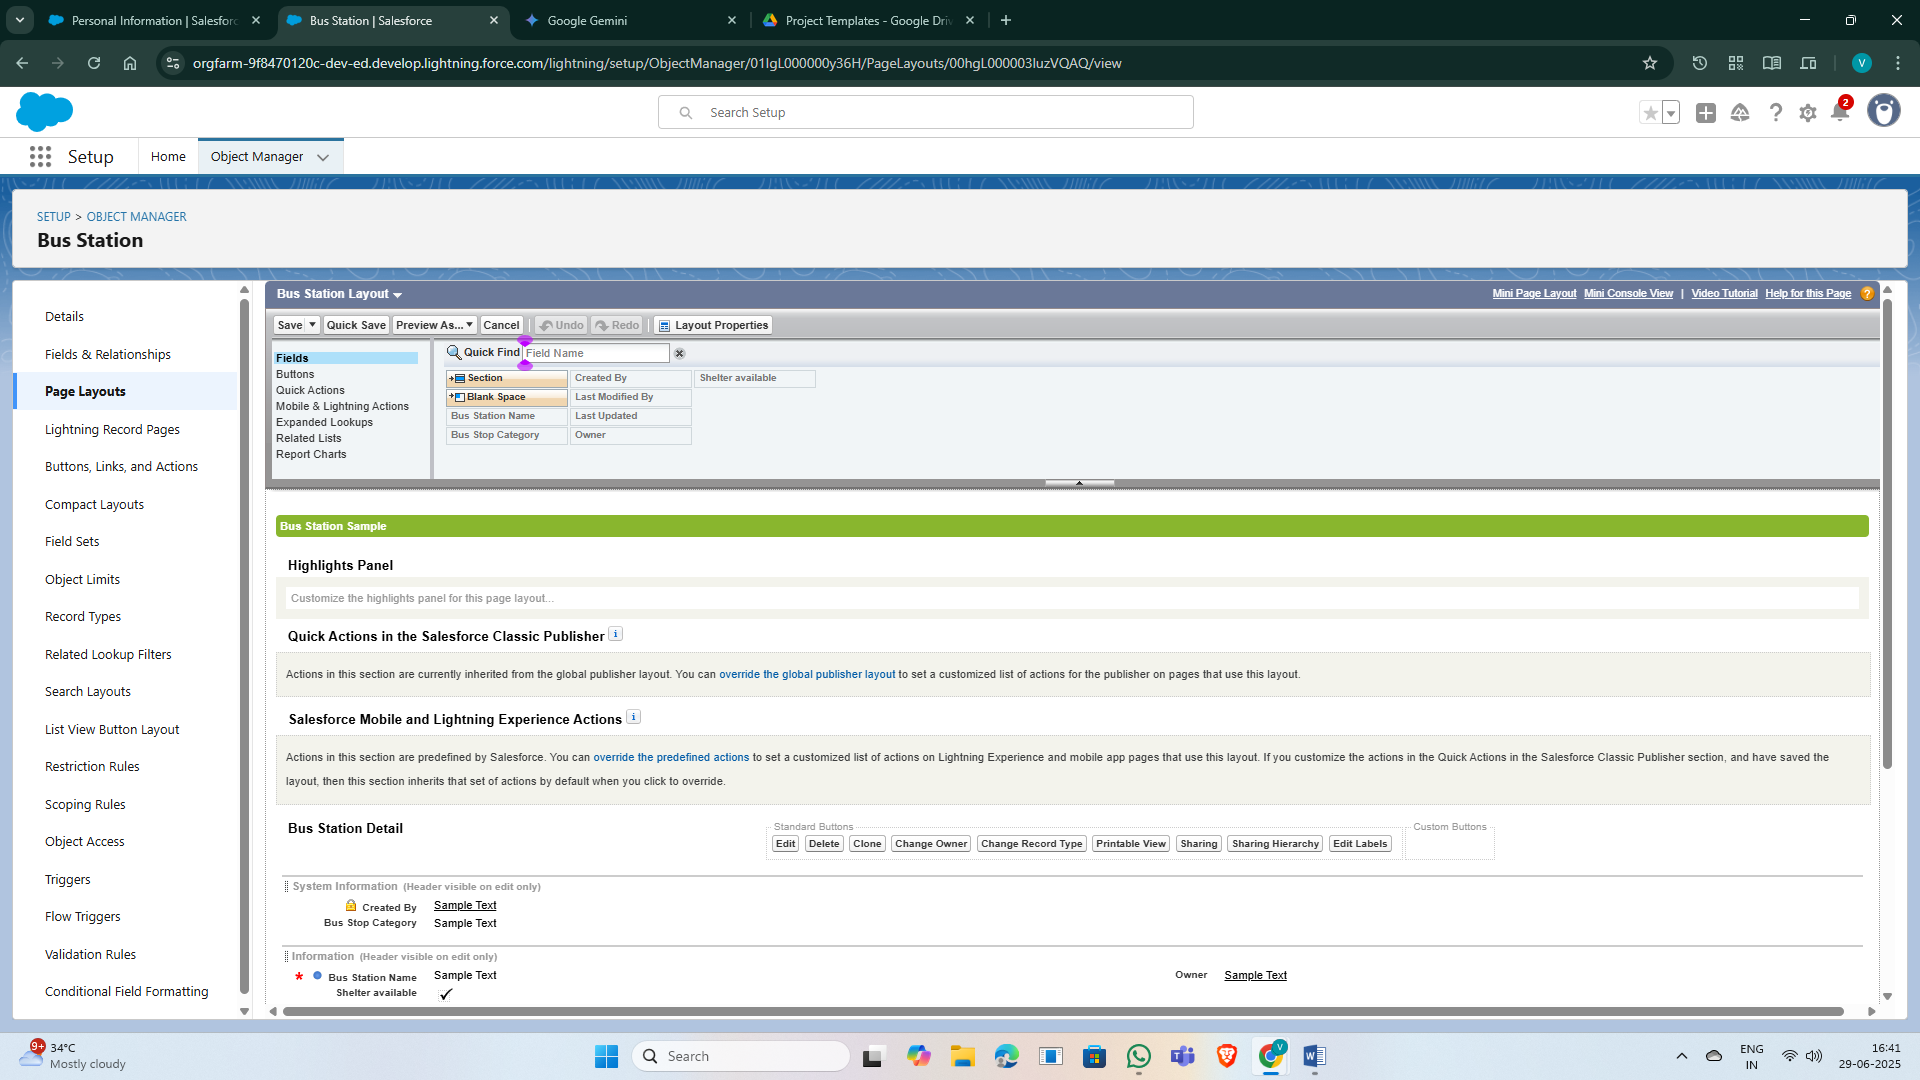 Personal Information | Salesforc
Bus Station | Salesforce
Google Gemini
Project Templates - Google Driv
orgfarm-9f8470120c-dev-ed.develop.lightning.force.com/lightning/setup/ObjectManager/01IgL000000y36H/PageLayouts/00hgL000003IuzVQAQ/view
V
Search Setup
2
Setup
Home
Object Manager
SETUP > OBJECT MANAGER
Bus Station
Details
Fields & Relationships
Page Layouts
Lightning Record Pages
Buttons, Links, and Actions
Compact Layouts
Field Sets
Object Limits
Record Types
Related Lookup Filters
Search Layouts
List View Button Layout
Restriction Rules
Scoping Rules
Object Access
Triggers
Flow Triggers
Validation Rules
Conditional Field Formatting
Bus Station Layout
Mini Page Layout Mini Console View | Video Tutorial Help for this Page ?
Save Quick Save Preview As... Cancel Undo Redo Layout Properties
Fields
Buttons
Quick Actions
Mobile & Lightning Actions
Expanded Lookups
Related Lists
Report Charts
Quick Find Field Name
Section Created By Shelter available
Blank Space Last Modified By
Bus Station Name Last Updated
Bus Stop Category Owner
Bus Station Sample
Highlights Panel
Customize the highlights panel for this page layout...
Quick Actions in the Salesforce Classic Publisher i
Actions in this section are currently inherited from the global publisher layout. You can override the global publisher layout to set a customized list of actions for the publisher on pages that use this layout.
Salesforce Mobile and Lightning Experience Actions i
Actions in this section are predefined by Salesforce. You can override the predefined actions to set a customized list of actions on Lightning Experience and mobile app pages that use this layout. If you customize the actions in the Quick Actions in the Salesforce Classic Publisher section, and have saved the
layout, then this section inherits that set of actions by default when you click to override.
Bus Station Detail
Standard Buttons
Edit Delete Clone Change Owner Change Record Type Printable View Sharing Sharing Hierarchy Edit Labels
Custom Buttons
System Information (Header visible on edit only)
Created By Sample Text
Bus Stop Category Sample Text
Information (Header visible on edit only)
* Bus Station Name Sample Text
Owner Sample Text
Shelter available
9+
34°C
Mostly cloudy
Search
V
ENG
IN
16:41
29-06-2025